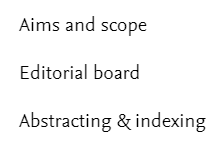 Aims and scope
Editorial board
Abstracting & indexing